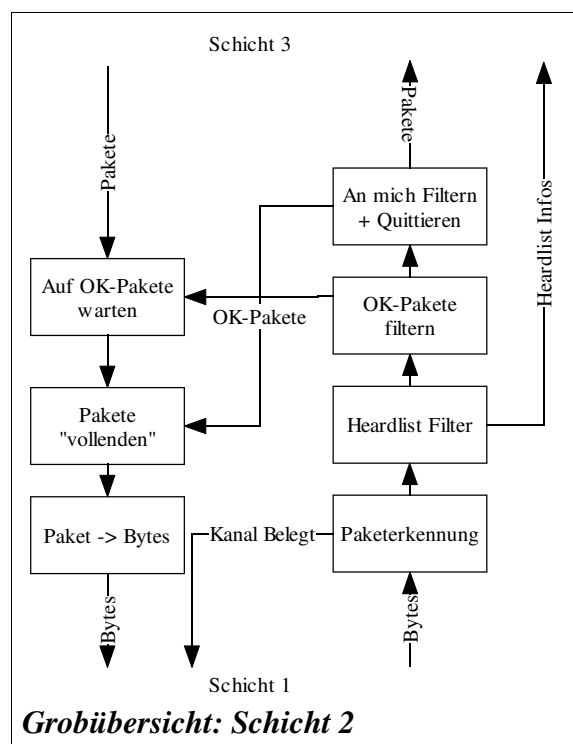 Schicht 3
Pakete
Pakete
Heardlist Infos
An mich Filtern
+ Quittieren
Auf OK-Pakete
warten
OK-Pakete
OK-Pakete
filtern
Pakete
"vollenden"
Heardlist Filter
Paket -> Bytes
Kanal Belegt
Paketerkennung
Bytes
Bytes
Schicht 1
Grobübersicht: Schicht 2